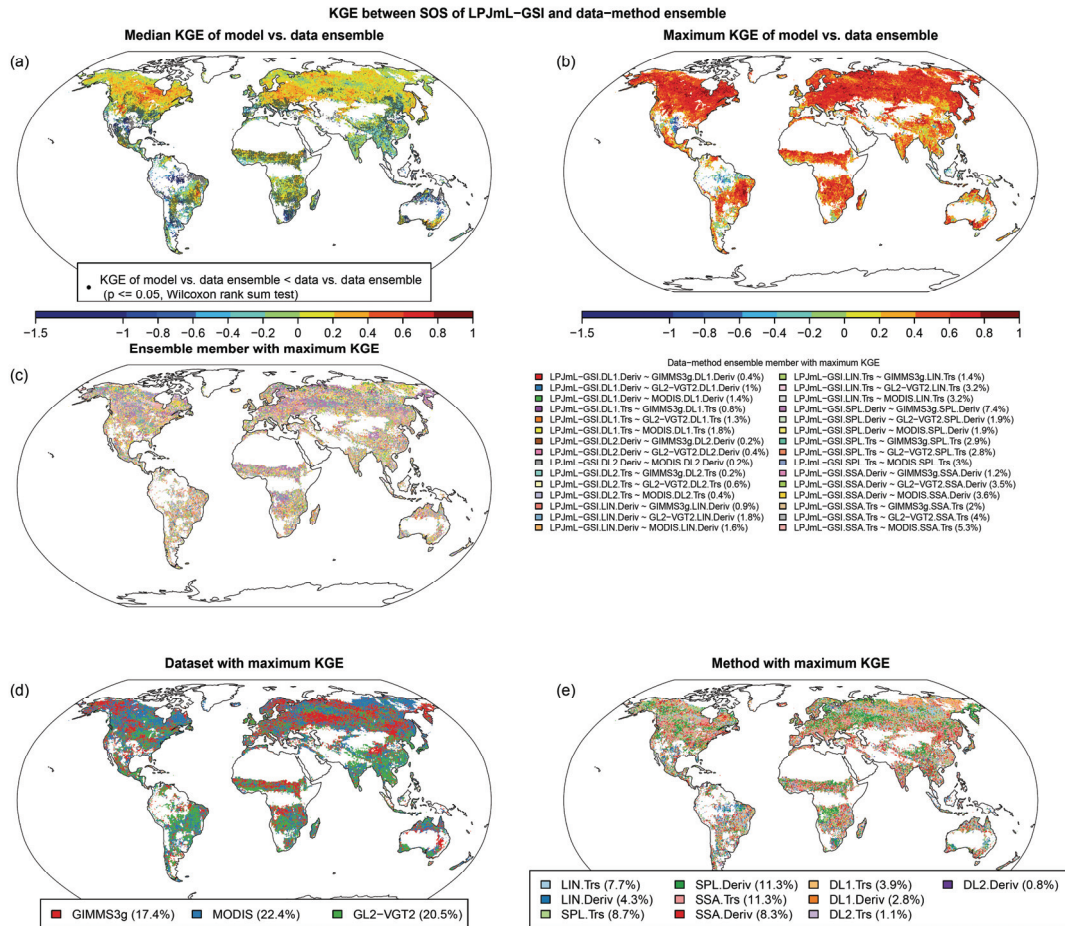 KGE between SOS of LPJmL−GSI and data−method ensemble
Median KGE of model vs. data ensemble
Maximum KGE of model vs. data ensemble
(a)
(b)
• KGE of model vs. data ensemble < data vs. data ensemble
(p <= 0.05, Wilcoxon rank sum test)
−1.5 −1 −0.8 −0.6 −0.4 −0.2 0 0.2 0.4 0.6 0.8 1
−1.5 −1 −0.8 −0.6 −0.4 −0.2 0 0.2 0.4 0.6 0.8 1
Ensemble member with maximum KGE
(c)
Data−method ensemble member with maximum KGE
LPJmL−GSI.DL1.Deriv ~ GIMMS3g.DL1.Deriv (0.4%)
LPJmL−GSI.DL1.Deriv ~ GL2−VGT2.DL1.Deriv (1%)
LPJmL−GSI.DL1.Deriv ~ MODIS.DL1.Deriv (1.4%)
LPJmL−GSI.DL1.Trs ~ GIMMS3g.DL1.Trs (0.8%)
LPJmL−GSI.DL1.Trs ~ GL2−VGT2.DL1.Trs (1.3%)
LPJmL−GSI.DL1.Trs ~ MODIS.DL1.Trs (1.8%)
LPJmL−GSI.DL2.Deriv ~ GIMMS3g.DL2.Deriv (0.2%)
LPJmL−GSI.DL2.Deriv ~ GL2−VGT2.DL2.Deriv (0.4%)
LPJmL−GSI.DL2.Deriv ~ MODIS.DL2.Deriv (0.2%)
LPJmL−GSI.DL2.Trs ~ GIMMS3g.DL2.Trs (0.2%)
LPJmL−GSI.DL2.Trs ~ GL2−VGT2.DL2.Trs (0.6%)
LPJmL−GSI.DL2.Trs ~ MODIS.DL2.Trs (0.4%)
LPJmL−GSI.LIN.Deriv ~ GIMMS3g.LIN.Deriv (0.9%)
LPJmL−GSI.LIN.Deriv ~ GL2−VGT2.LIN.Deriv (1.8%)
LPJmL−GSI.LIN.Deriv ~ MODIS.LIN.Deriv (1.6%)
LPJmL−GSI.LIN.Trs ~ GIMMS3g.LIN.Trs (1.4%)
LPJmL−GSI.LIN.Trs ~ GL2−VGT2.LIN.Trs (3.2%)
LPJmL−GSI.LIN.Trs ~ MODIS.LIN.Trs (3.2%)
LPJmL−GSI.SPL.Deriv ~ GIMMS3g.SPL.Deriv (7.4%)
LPJmL−GSI.SPL.Deriv ~ GL2−VGT2.SPL.Deriv (1.9%)
LPJmL−GSI.SPL.Deriv ~ MODIS.SPL.Deriv (1.9%)
LPJmL−GSI.SPL.Trs ~ GIMMS3g.SPL.Trs (2.9%)
LPJmL−GSI.SPL.Trs ~ GL2−VGT2.SPL.Trs (2.8%)
LPJmL−GSI.SPL.Trs ~ MODIS.SPL.Trs (3%)
LPJmL−GSI.SSA.Deriv ~ GIMMS3g.SSA.Deriv (1.2%)
LPJmL−GSI.SSA.Deriv ~ GL2−VGT2.SSA.Deriv (3.5%)
LPJmL−GSI.SSA.Deriv ~ MODIS.SSA.Deriv (3.6%)
LPJmL−GSI.SSA.Trs ~ GIMMS3g.SSA.Trs (2%)
LPJmL−GSI.SSA.Trs ~ GL2−VGT2.SSA.Trs (4%)
LPJmL−GSI.SSA.Trs ~ MODIS.SSA.Trs (5.3%)
Dataset with maximum KGE
Method with maximum KGE
(d)
(e)
GIMMS3g (17.4%) MODIS (22.4%) GL2−VGT2 (20.5%)
LIN.Trs (7.7%) SPL.Deriv (11.3%) DL1.Trs (3.9%) DL2.Deriv (0.8%)
LIN.Deriv (4.3%) SSA.Trs (11.3%) DL1.Deriv (2.8%)
SPL.Trs (8.7%) SSA.Deriv (8.3%) DL2.Trs (1.1%)